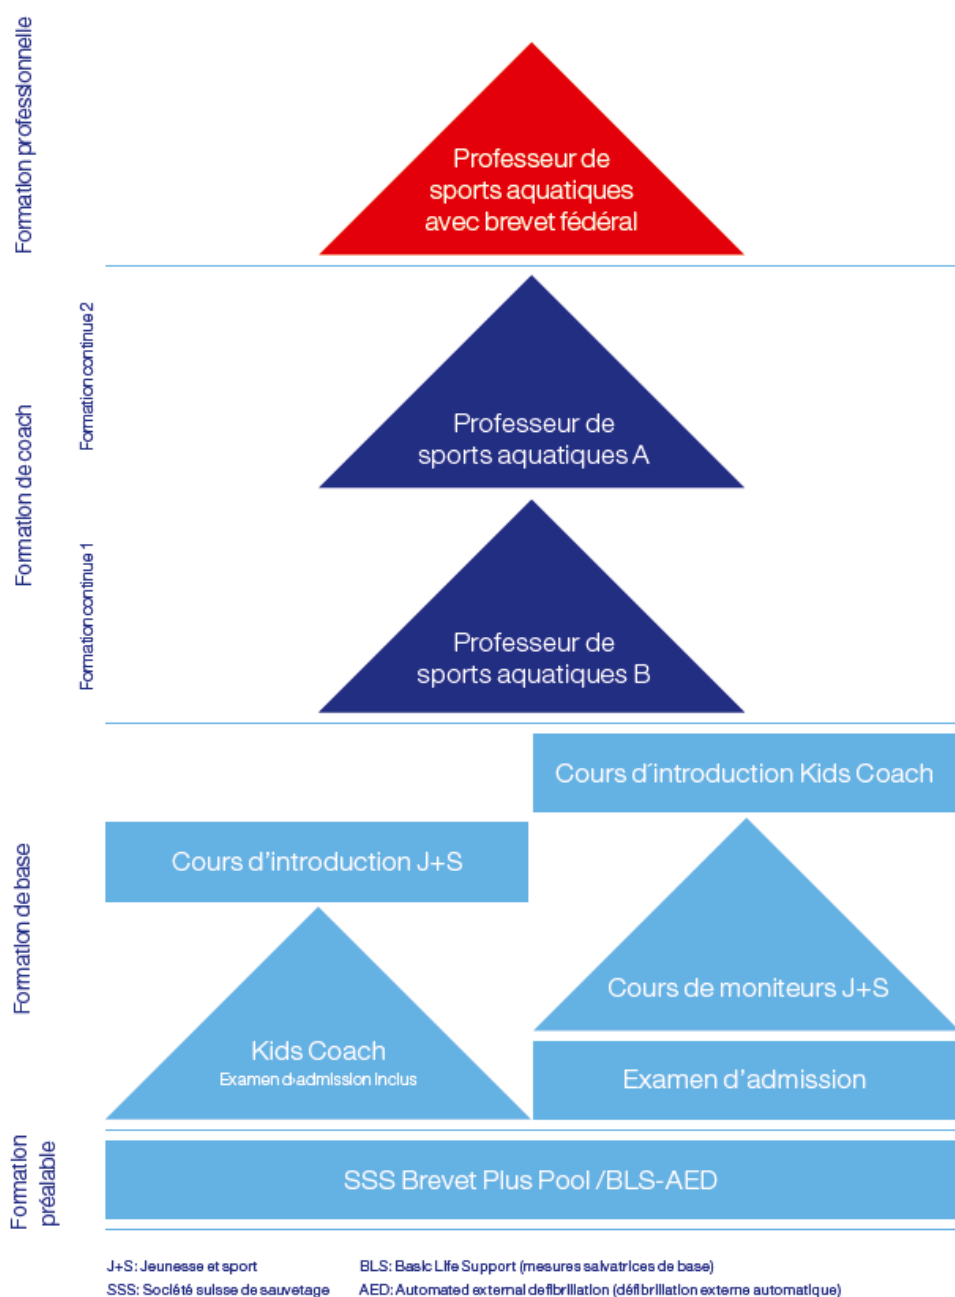 Formation professionnelle
Professeur de
sports aquatiques
avec brevet fédéral
Formation de coach
Formation continue 2
Professeur de
sports aquatiques A
Formation continue 1
Professeur de
sports aquatiques B
Formation de base
Cours d´introduction Kids Coach
Cours d’introduction J+S
Cours de moniteurs J+S
Kids Coach
Examen d‹admission inclus
Examen d’admission
Formation
préalable
SSS Brevet Plus Pool /BLS-AED
J+S: Jeunesse et sport
BLS: Basic Life Support (mesures salvatrices de base)
SSS: Société suisse de sauvetage
AED: Automated external defibrillation (défibrillation externe automatique)